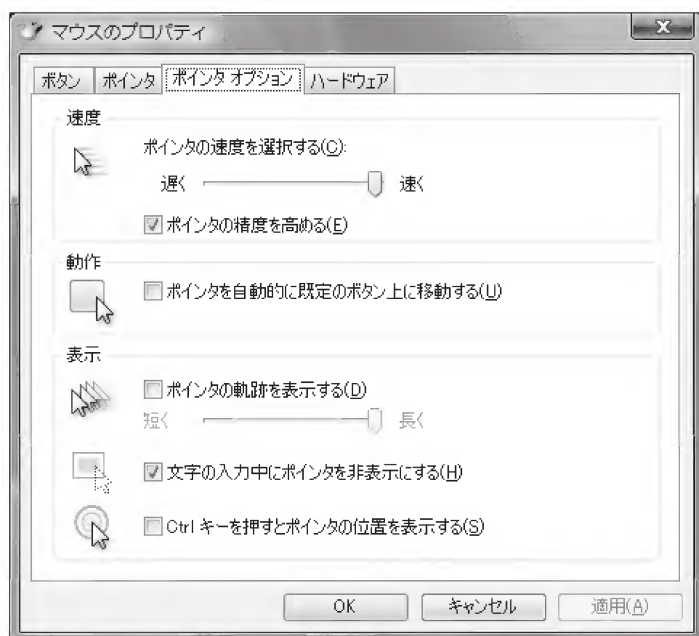 マウスのプロパティ
ボタン ポインタ ポインタ オプション ハードウェア
速度
ポインタの速度を選択する(C):
遅く 速く
ポインタの精度を高める(E)
動作
ポインタを自動的に既定のボタン上に移動する(U)
表示
ポインタの軌跡を表示する(D)
短く 長く
文字の入力中にポインタを非表示にする(H)
Ctrl キーを押すとポインタの位置を表示する(S)
OK キャンセル 適用(A)